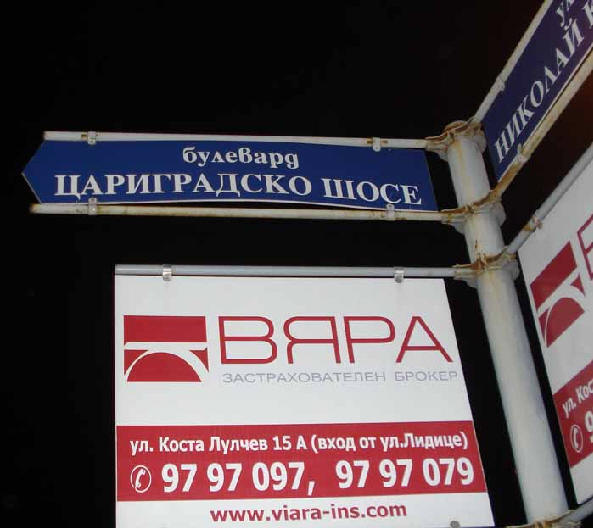 булевард
ЦАРИГРАДСКО ШОСЕ
НИКОЛАЙ
ВЯРА
ЗАСТРАХОВАТЕЛЕН БРОКЕР
ул. Коста Лулчев 15 А (вход от ул.Лидице)
97 97 097, 97 97 079
www.viara-ins.com
ул.